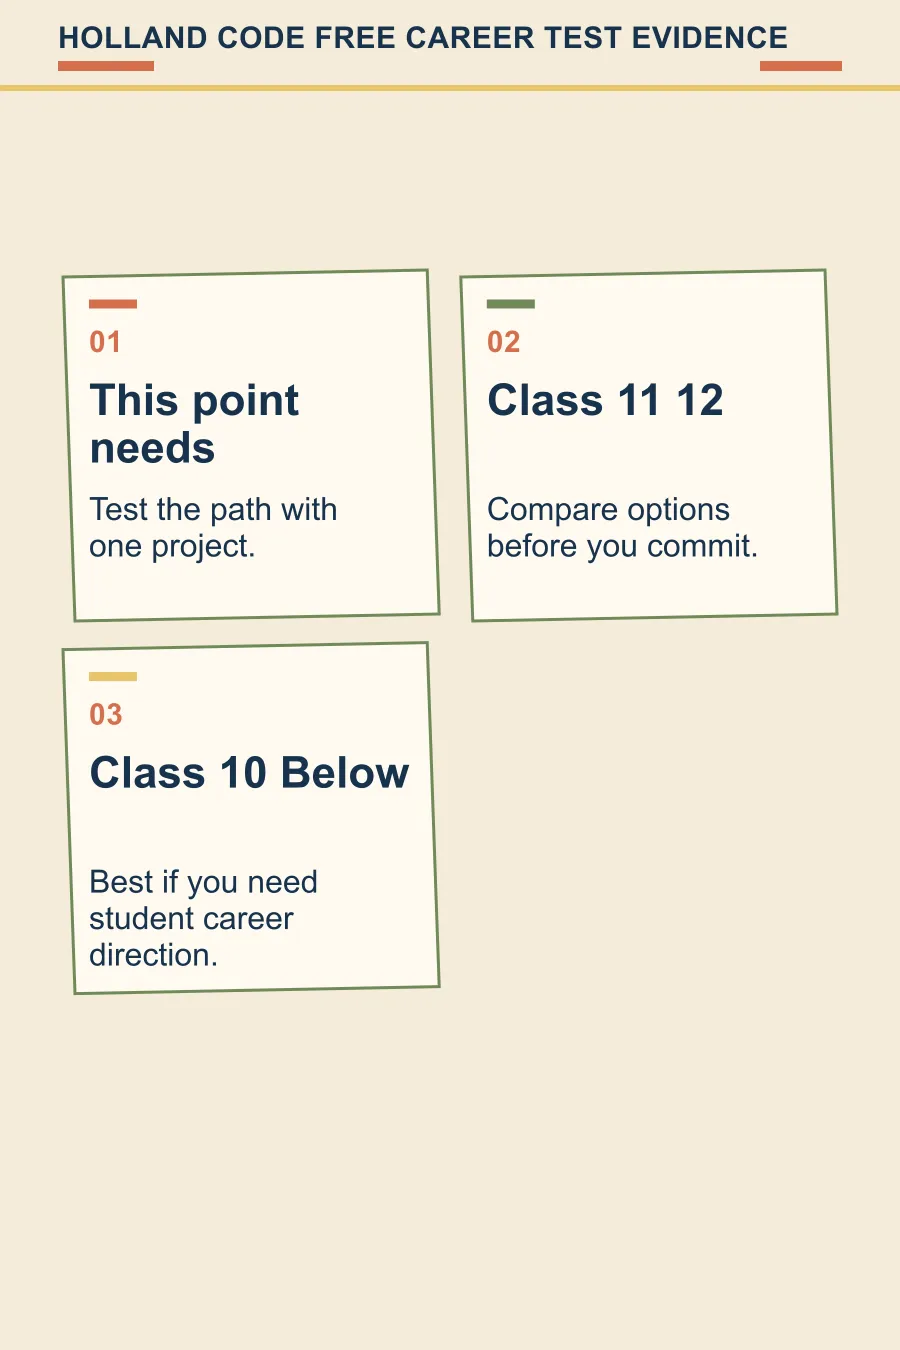 HOLLAND CODE FREE CAREER TEST EVIDENCE
01
This point
needs
Test the path with
one project.
02
Class 11 12
Compare options
before you commit.
03
Class 10 Below
Best if you need
student career
direction.